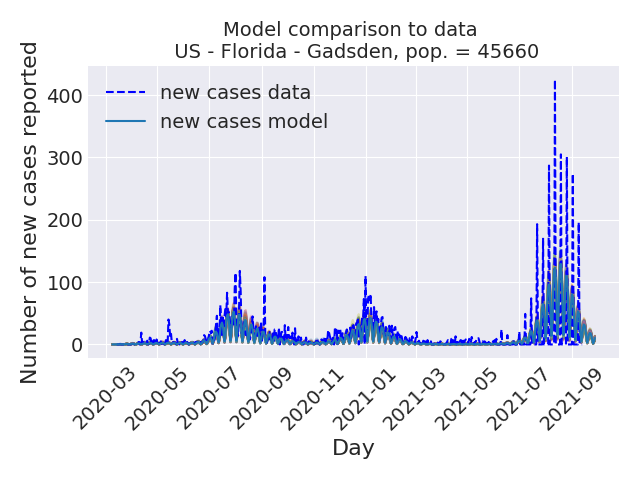 Model comparison to data
US - Florida - Gadsden, pop. = 45660
new cases data
new cases model
Number of new cases reported
400
300
200
100
0
2020-03
2020-05
2020-07
2020-09
2020-11
2021-01
2021-03
2021-05
2021-07
2021-09
Day